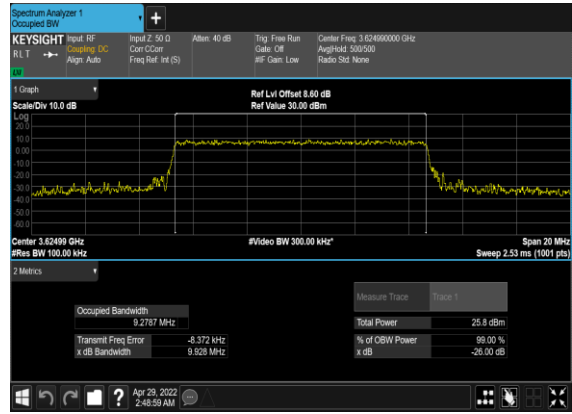 Spectrum Analyzer 1
Occupied BW
+
KEYSIGHT Input: RF Input Z: 50 Ω Atten: 40 dB Trig: Free Run Center Freq: 3.624990000 GHz
RLT Coupling: DC Corr CCorr Gate: Off Avg|Hold: 500/500
Align: Auto Freq Ref: Int (S) #IF Gain: Low Radio Std: None
LW
1 Graph
Ref Lvl Offset 8.60 dB
Scale/Div 10.0 dB Ref Value 30.00 dBm
Log
20.0
10.0
0.00
-10.0
-20.0
-30.0
-40.0
-50.0
-60.0
Center 3.62499 GHz #Video BW 300.00 kHz* Span 20 MHz
#Res BW 100.00 kHz Sweep 2.53 ms (1001 pts)
2 Metrics
Measure Trace Trace 1
Occupied Bandwidth
9.2787 MHz Total Power 25.8 dBm
Transmit Freq Error -8.372 kHz % of OBW Power 99.00 %
x dB Bandwidth 9.928 MHz x dB -26.00 dB
? Apr 29, 2022
2:48:59 AM